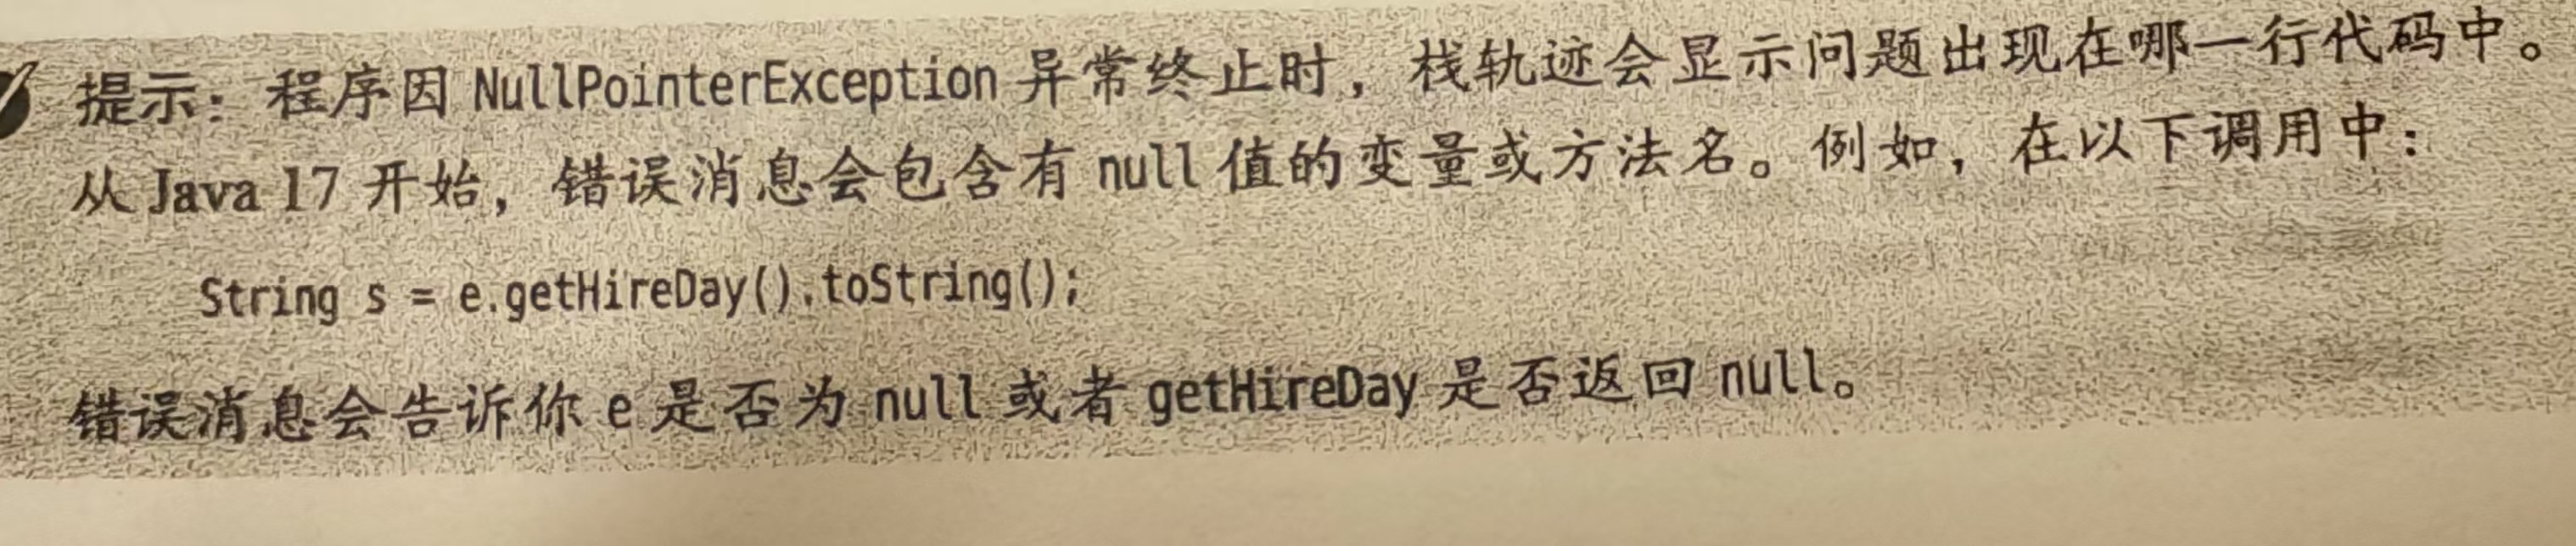 提示：程序因 NullPointerException 异常终止时，栈轨迹会显示问题出现在哪一行代码中。
从 Java 17 开始，错误消息会包含有 null 值的变量或方法名。例如，在以下调用中：
String s = e.getHireDay().toString();
错误消息会告诉你 e 是否为 null 或者 getHireDay 是否返回 null。